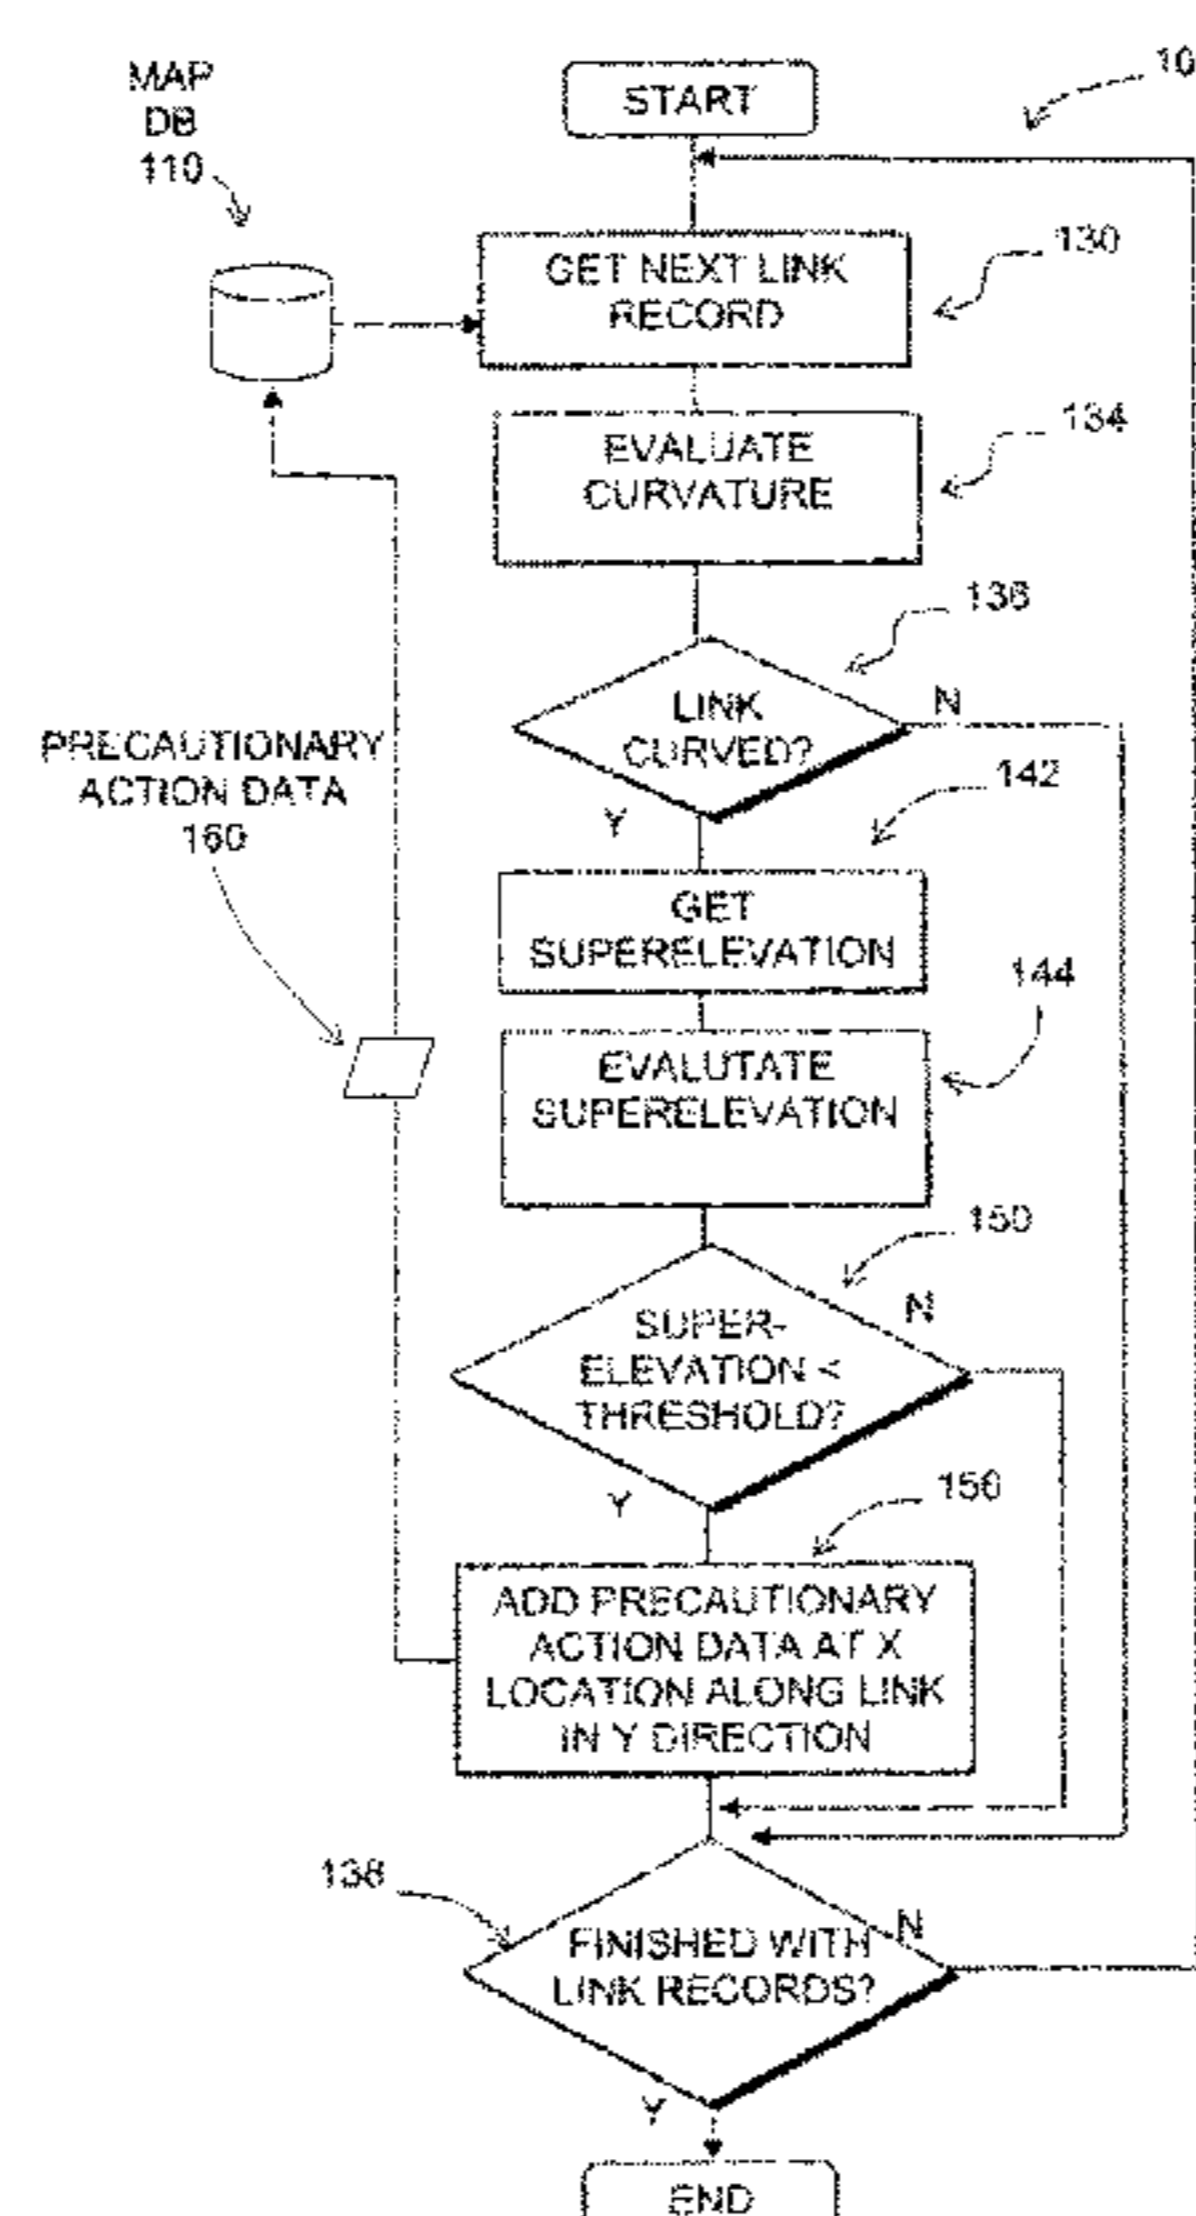 MAP
DB
110
START
10
GET NEXT LINK
RECORD
130
EVALUATE
CURVATURE
134
136
LINK
CURVED?
N
Y
142
PRECAUTIONARY
ACTION DATA
160
GET
SUPERELEVATION
144
EVALUTATE
SUPERELEVATION
150
SUPER-
ELEVATION <
THRESHOLD?
N
Y
156
ADD PRECAUTIONARY
ACTION DATA AT X
LOCATION ALONG LINK
IN Y DIRECTION
138
FINISHED WITH
LINK RECORDS?
N
Y
END